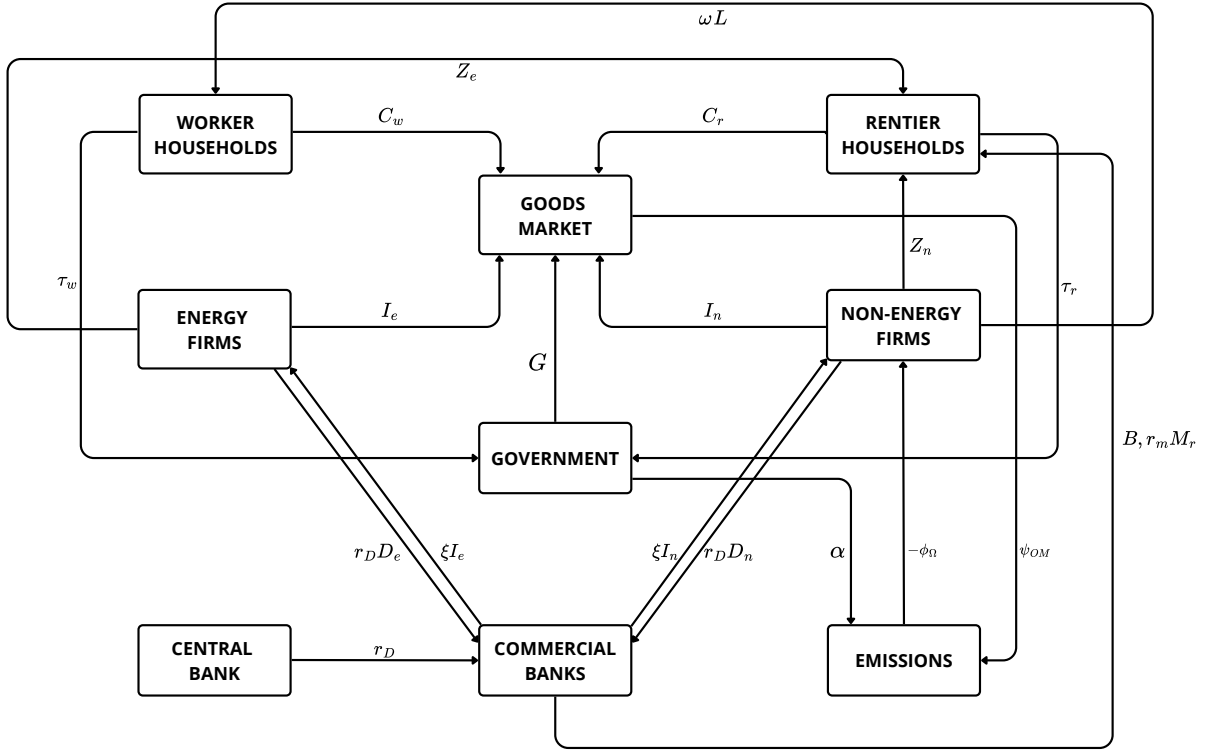 ωL
Z_e
WORKER
HOUSEHOLDS
C_w
C_r
RENTIER
HOUSEHOLDS
GOODS
MARKET
Z_n
τ_w
τ_r
ENERGY
FIRMS
I_e
I_n
NON-ENERGY
FIRMS
G
B, r_m M_r
GOVERNMENT
r_D D_e
ξI_e
ξI_n
r_D D_n
α
-ϕ_Ω
ψ_OM
CENTRAL
BANK
r_D
COMMERCIAL
BANKS
EMISSIONS